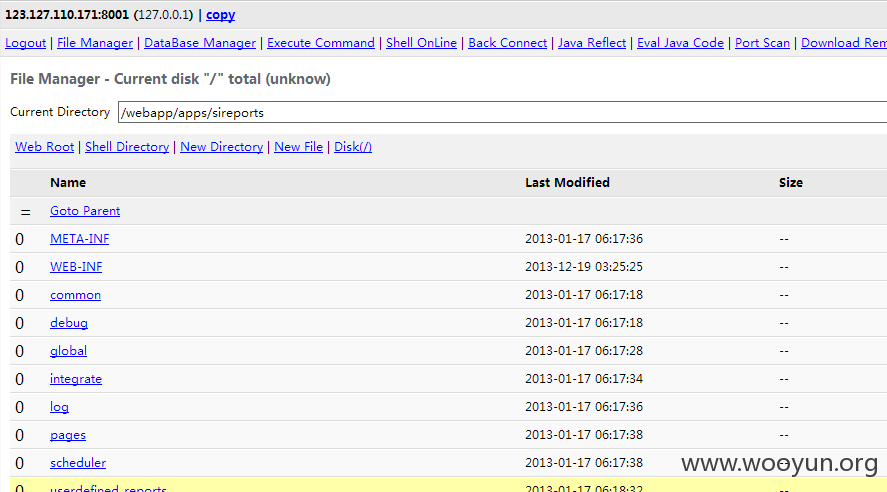 123.127.110.171:8001 (127.0.0.1) | copy
Logout | File Manager | DataBase Manager | Execute Command | Shell OnLine | Back Connect | Java Reflect | Eval Java Code | Port Scan | Download Rem
File Manager - Current disk "/" total (unknow)
Current Directory /webapp/apps/sireports
Web Root | Shell Directory | New Directory | New File | Disk(/)
Name Last Modified Size
= Goto Parent
0 META-INF 2013-01-17 06:17:36 --
0 WEB-INF 2013-12-19 03:25:25 --
0 common 2013-01-17 06:17:18 --
0 debug 2013-01-17 06:17:18 --
0 global 2013-01-17 06:17:28 --
0 integrate 2013-01-17 06:17:34 --
0 log 2013-01-17 06:17:36 --
0 pages 2013-01-17 06:17:38 --
0 scheduler 2013-01-17 06:17:38 --
0 userdefined reports 2013-01-17 06:18:32 --
www.wooyun.org